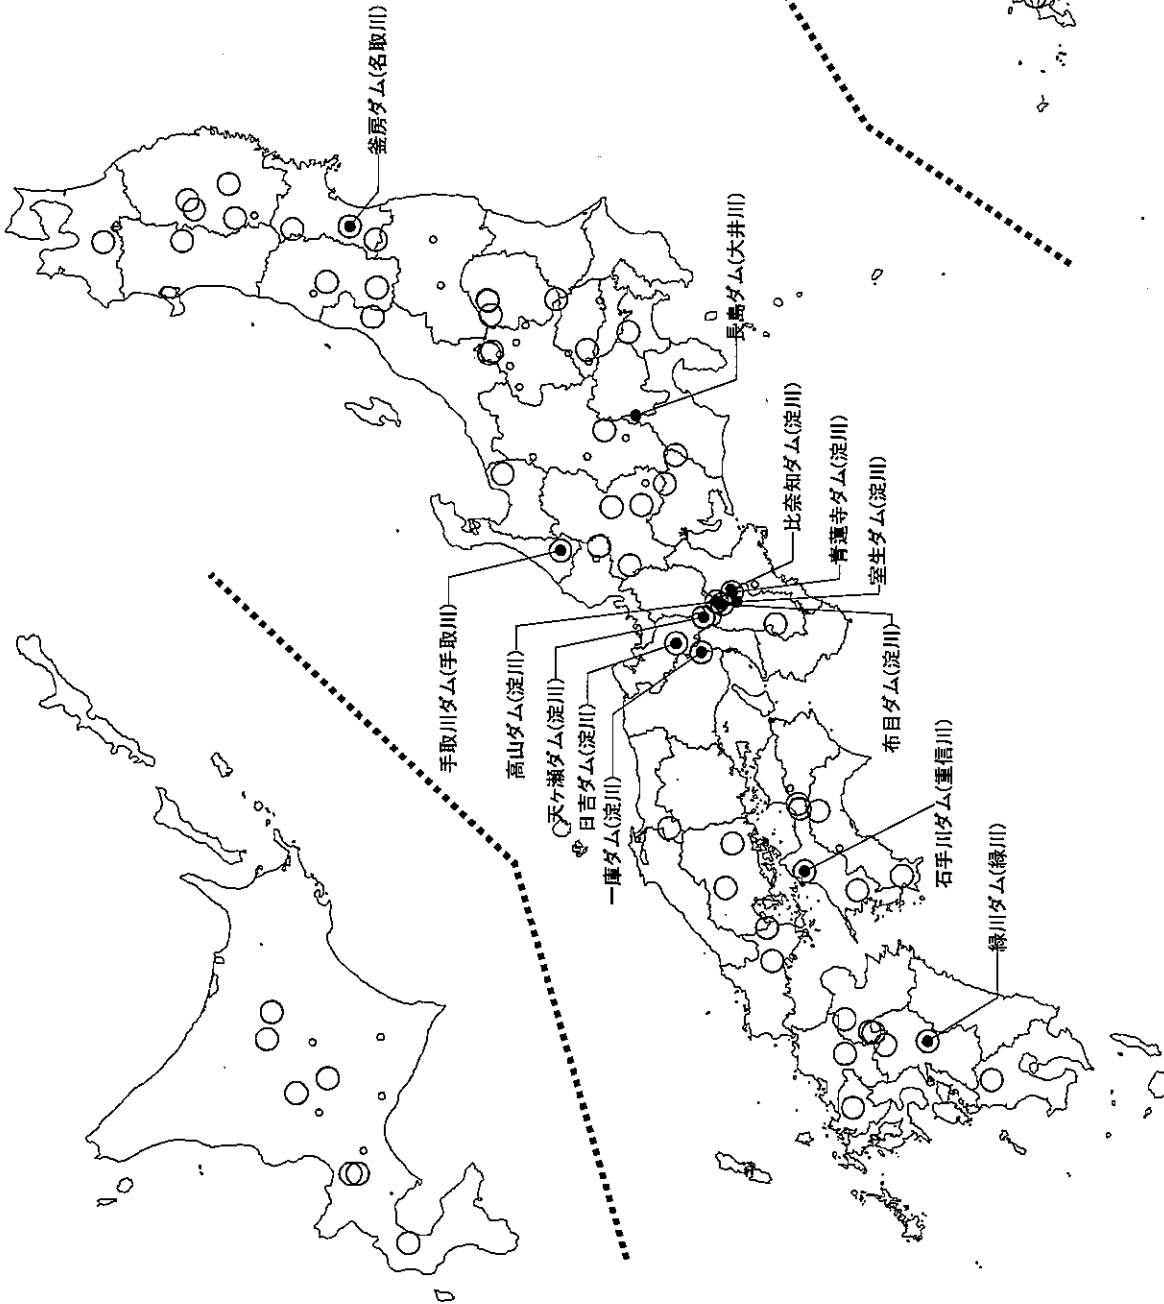 釜房ダム(名取川)
長島ダム(大井川)
比奈知ダム(淀川)
青蓮寺ダム(淀川)
室生ダム(淀川)
布目ダム(淀川)
手取川ダム(手取川)
高山ダム(淀川)
天ヶ瀬ダム(淀川)
日吉ダム(淀川)
一庫ダム(淀川)
石手川ダム(重信川)
緑川ダム(緑川)